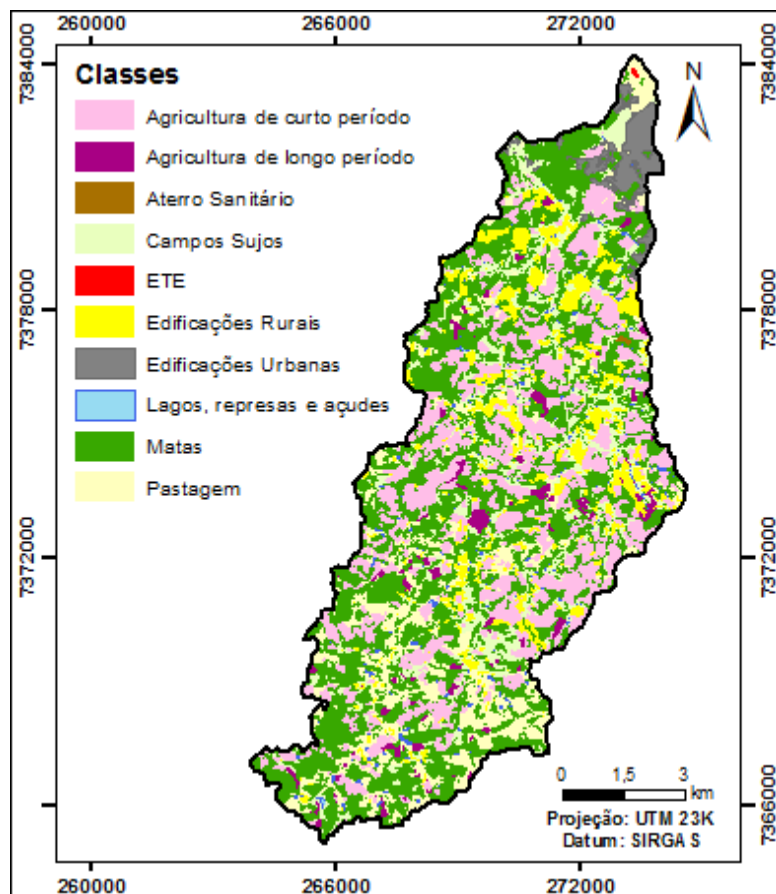 260000 266000 272000
7384000
7384000
Classes
N
Agricultura de curto período
Agricultura de longo período
Aterro Sanitário
Campos Sujos
ETE
7378000
7378000
Edificações Rurais
Edificações Urbanas
Lagos, represas e açudes
Matas
Pastagem
7372000
7372000
0 1,5 3
km
Projeção: UTM 23K
Datum: SIRGAS
7366000
7366000
260000 266000 272000